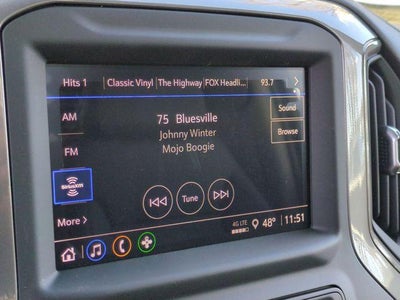 Hits 1 Classic Vinyl The Highway FOX Headli... 93.7
AM
75 Bluesville
Sound
Johnny Winter
Browse
Mojo Boogie
FM
SiriusXM
Tune
More >
4G LTE 48° 11:51